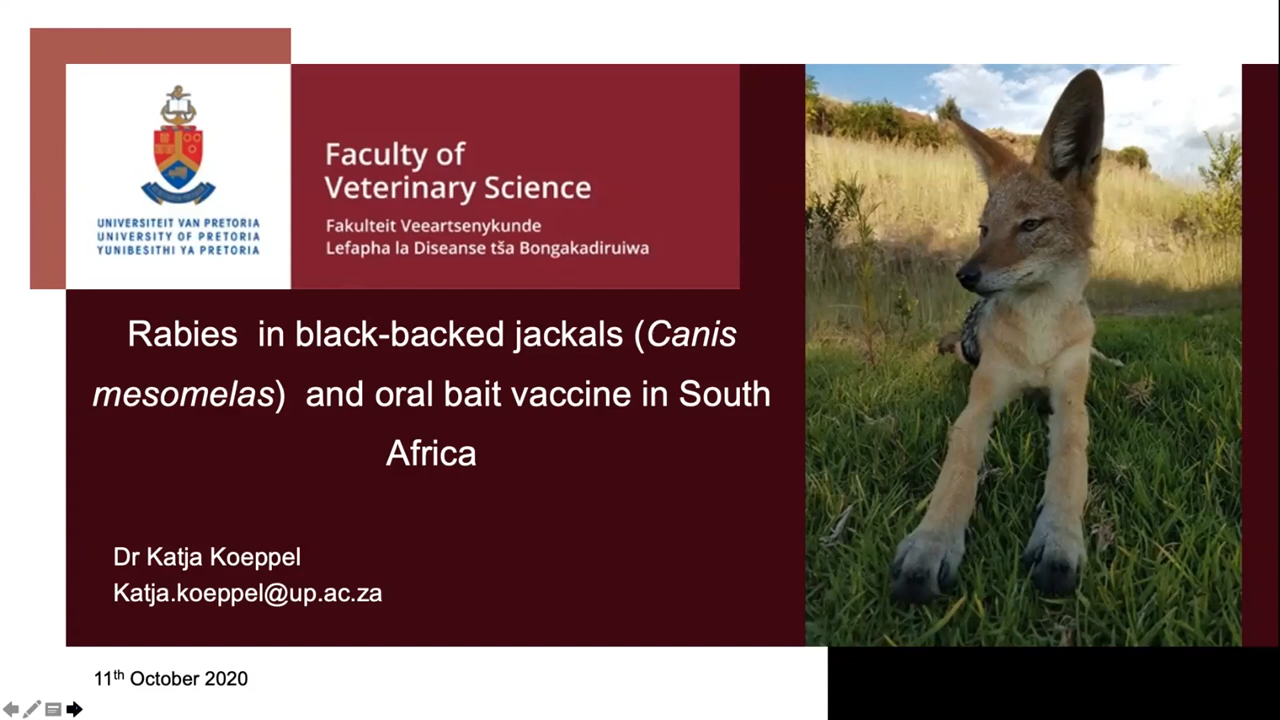 Faculty of
Veterinary Science
Fakulteit Veeartsenykunde
Lefapha la Diseanse tša Bongakadiruiwa
UNIVERSITEIT VAN PRETORIA
UNIVERSITY OF PRETORIA
YUNIBESITHI YA PRETORIA
Rabies in black-backed jackals (Canis
mesomelas) and oral bait vaccine in South
Africa
Dr Katja Koeppel
Katja.koeppel@up.ac.za
11th October 2020